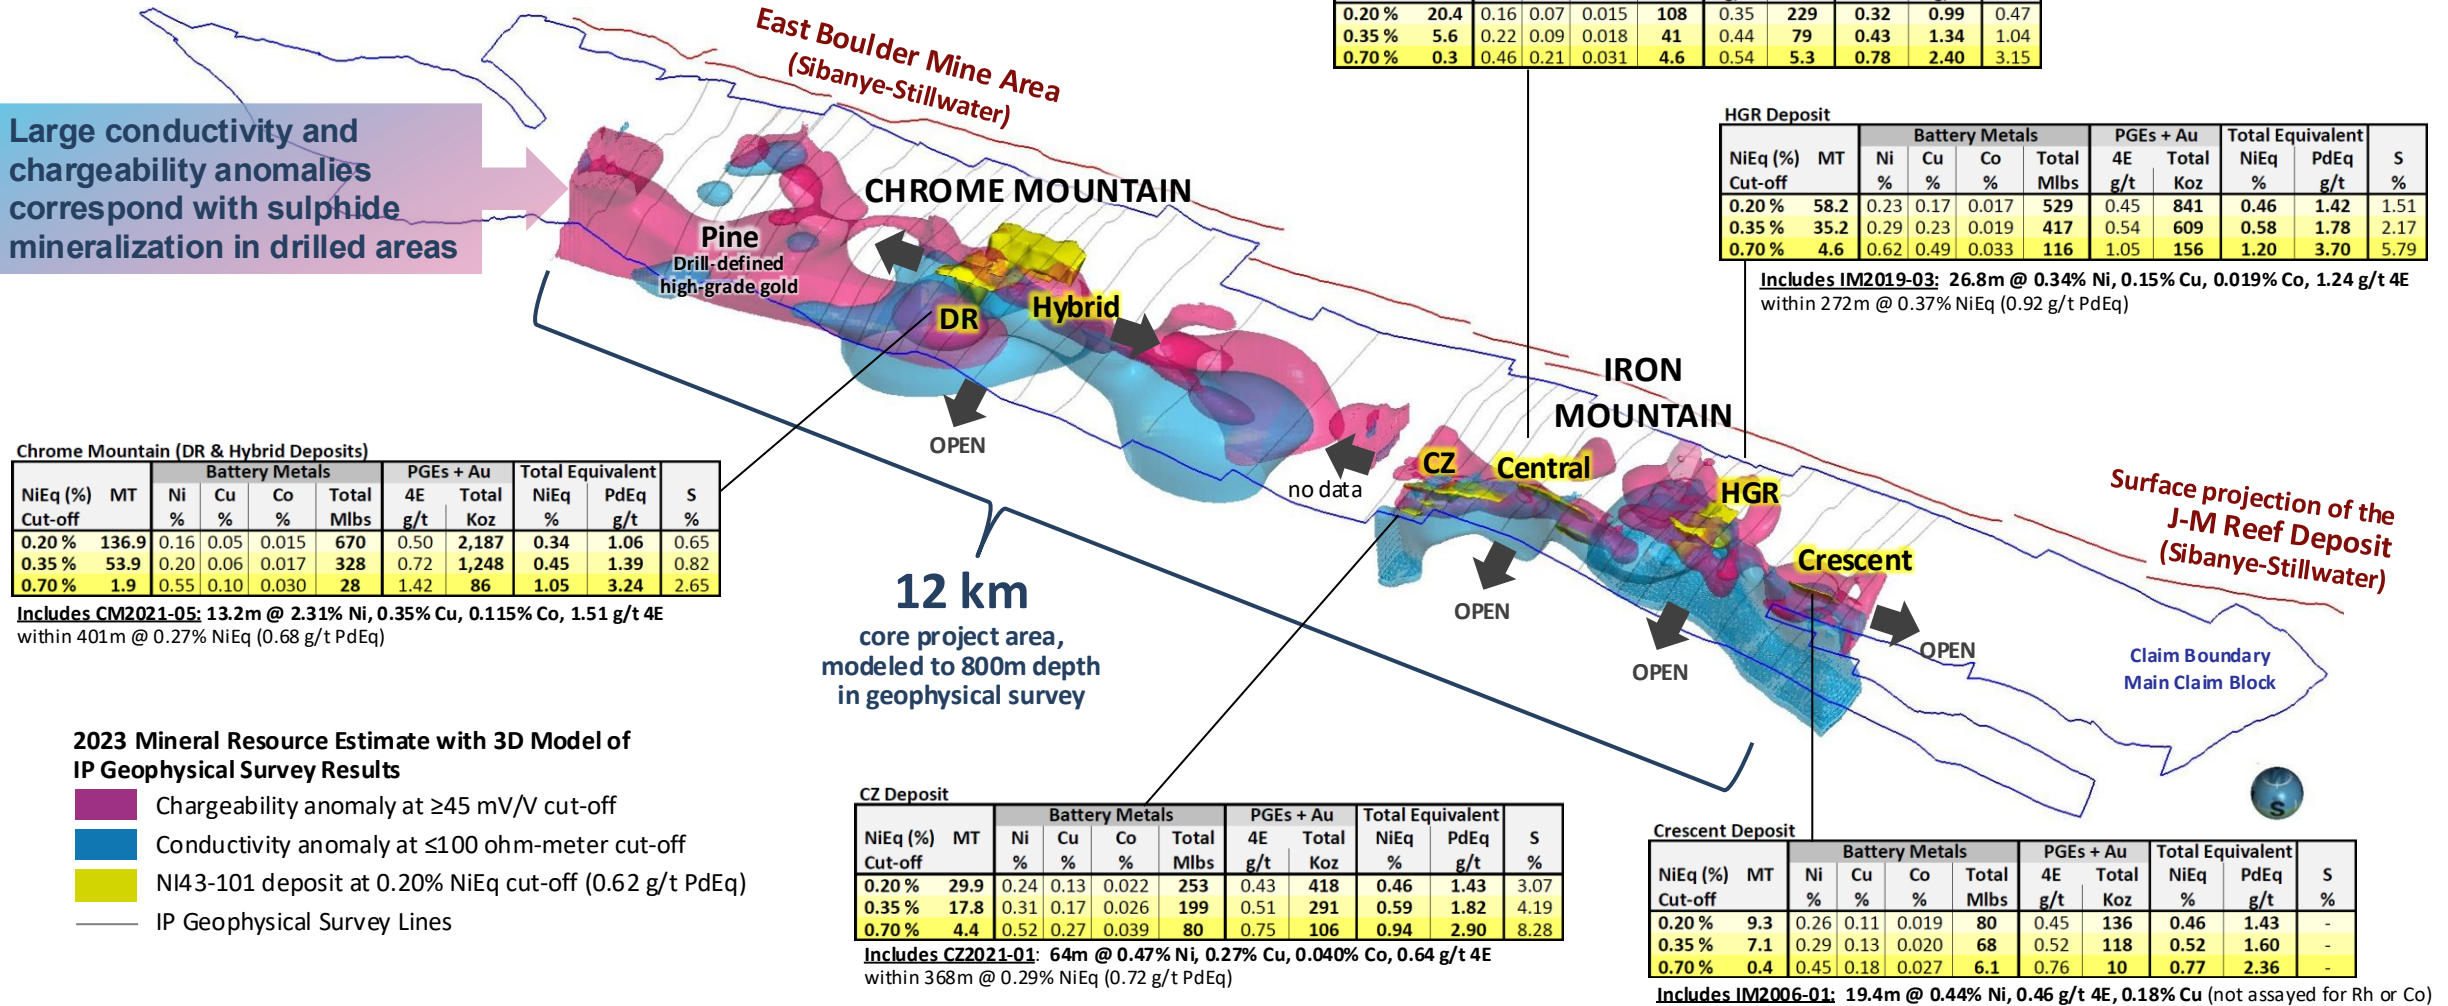 0.20 % 20.4 0.16 0.07 0.015 108 0.35 229 0.32 0.99 0.47
0.35 % 5.6 0.22 0.09 0.018 41 0.44 79 0.43 1.34 1.04
0.70 % 0.3 0.46 0.21 0.031 4.6 0.54 5.3 0.78 2.40 3.15
East Boulder Mine Area
(Sibanye-Stillwater)
Large conductivity and
chargeability anomalies
correspond with sulphide
mineralization in drilled areas
CHROME MOUNTAIN
Pine
Drill-defined
high-grade gold
DR
Hybrid
OPEN
HGR Deposit
Battery Metals PGEs + Au Total Equivalent
NiEq (%) MT Ni Cu Co Total 4E Total NiEq PdEq S
Cut-off % % % Mlbs g/t Koz % g/t %
0.20 % 58.2 0.23 0.17 0.017 529 0.45 841 0.46 1.42 1.51
0.35 % 35.2 0.29 0.23 0.019 417 0.54 609 0.58 1.78 2.17
0.70 % 4.6 0.62 0.49 0.033 116 1.05 156 1.20 3.70 5.79
Includes IM2019-03: 26.8m @ 0.34% Ni, 0.15% Cu, 0.019% Co, 1.24 g/t 4E
within 272m @ 0.37% NiEq (0.92 g/t PdEq)
IRON
MOUNTAIN
CZ
Central
HGR
Crescent
no data
OPEN
OPEN
OPEN
Surface projection of the
J-M Reef Deposit
(Sibanye-Stillwater)
Claim Boundary
Main Claim Block
Chrome Mountain (DR & Hybrid Deposits)
Battery Metals PGEs + Au Total Equivalent
NiEq (%) MT Ni Cu Co Total 4E Total NiEq PdEq S
Cut-off % % % Mlbs g/t Koz % g/t %
0.20 % 136.9 0.16 0.05 0.015 670 0.50 2,187 0.34 1.06 0.65
0.35 % 53.9 0.20 0.06 0.017 328 0.72 1,248 0.45 1.39 0.82
0.70 % 1.9 0.55 0.10 0.030 28 1.42 86 1.05 3.24 2.65
Includes CM2021-05: 13.2m @ 2.31% Ni, 0.35% Cu, 0.115% Co, 1.51 g/t 4E
within 401m @ 0.27% NiEq (0.68 g/t PdEq)
12 km
core project area,
modeled to 800m depth
in geophysical survey
2023 Mineral Resource Estimate with 3D Model of
IP Geophysical Survey Results
Chargeability anomaly at ≥45 mV/V cut-off
Conductivity anomaly at ≤100 ohm-meter cut-off
NI43-101 deposit at 0.20% NiEq cut-off (0.62 g/t PdEq)
IP Geophysical Survey Lines
CZ Deposit
Battery Metals PGEs + Au Total Equivalent
NiEq (%) MT Ni Cu Co Total 4E Total NiEq PdEq S
Cut-off % % % Mlbs g/t Koz % g/t %
0.20 % 29.9 0.24 0.13 0.022 253 0.43 418 0.46 1.43 3.07
0.35 % 17.8 0.31 0.17 0.026 199 0.51 291 0.59 1.82 4.19
0.70 % 4.4 0.52 0.27 0.039 80 0.75 106 0.94 2.90 8.28
Includes CZ2021-01: 64m @ 0.47% Ni, 0.27% Cu, 0.040% Co, 0.64 g/t 4E
within 368m @ 0.29% NiEq (0.72 g/t PdEq)
S
Crescent Deposit
Battery Metals PGEs + Au Total Equivalent
NiEq (%) MT Ni Cu Co Total 4E Total NiEq PdEq S
Cut-off % % % Mlbs g/t Koz % g/t %
0.20 % 9.3 0.26 0.11 0.019 80 0.45 136 0.46 1.43 -
0.35 % 7.1 0.29 0.13 0.020 68 0.52 118 0.52 1.60 -
0.70 % 0.4 0.45 0.18 0.027 6.1 0.76 10 0.77 2.36 -
Includes IM2006-01: 19.4m @ 0.44% Ni, 0.46 g/t 4E, 0.18% Cu (not assayed for Rh or Co)